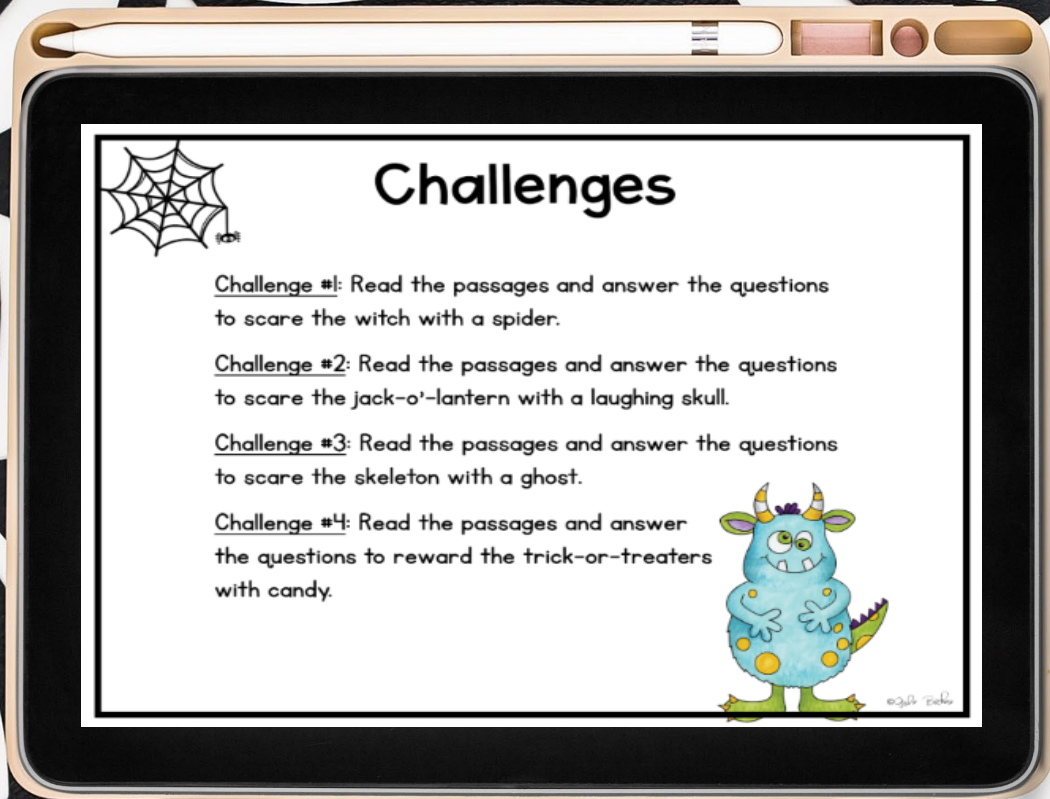 Challenges
Challenge #1: Read the passages and answer the questions
to scare the witch with a spider.
Challenge #2: Read the passages and answer the questions
to scare the jack-o'-lantern with a laughing skull.
Challenge #3: Read the passages and answer the questions
to scare the skeleton with a ghost.
Challenge #4: Read the passages and answer
the questions to reward the trick-or-treaters
with candy.